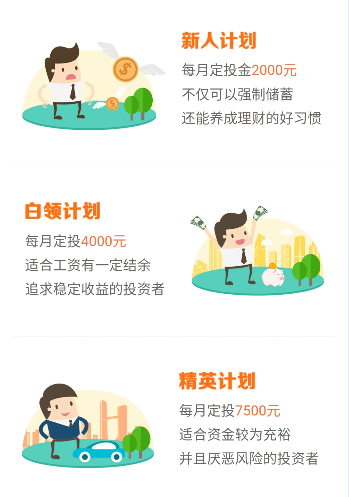 新人计划
每月定投金2000元
不仅可以强制储蓄
还能养成理财的好习惯
白领计划
每月定投4000元
适合工资有一定结余
追求稳定收益的投资者
精英计划
每月定投7500元
适合资金较为充裕
并且厌恶风险的投资者